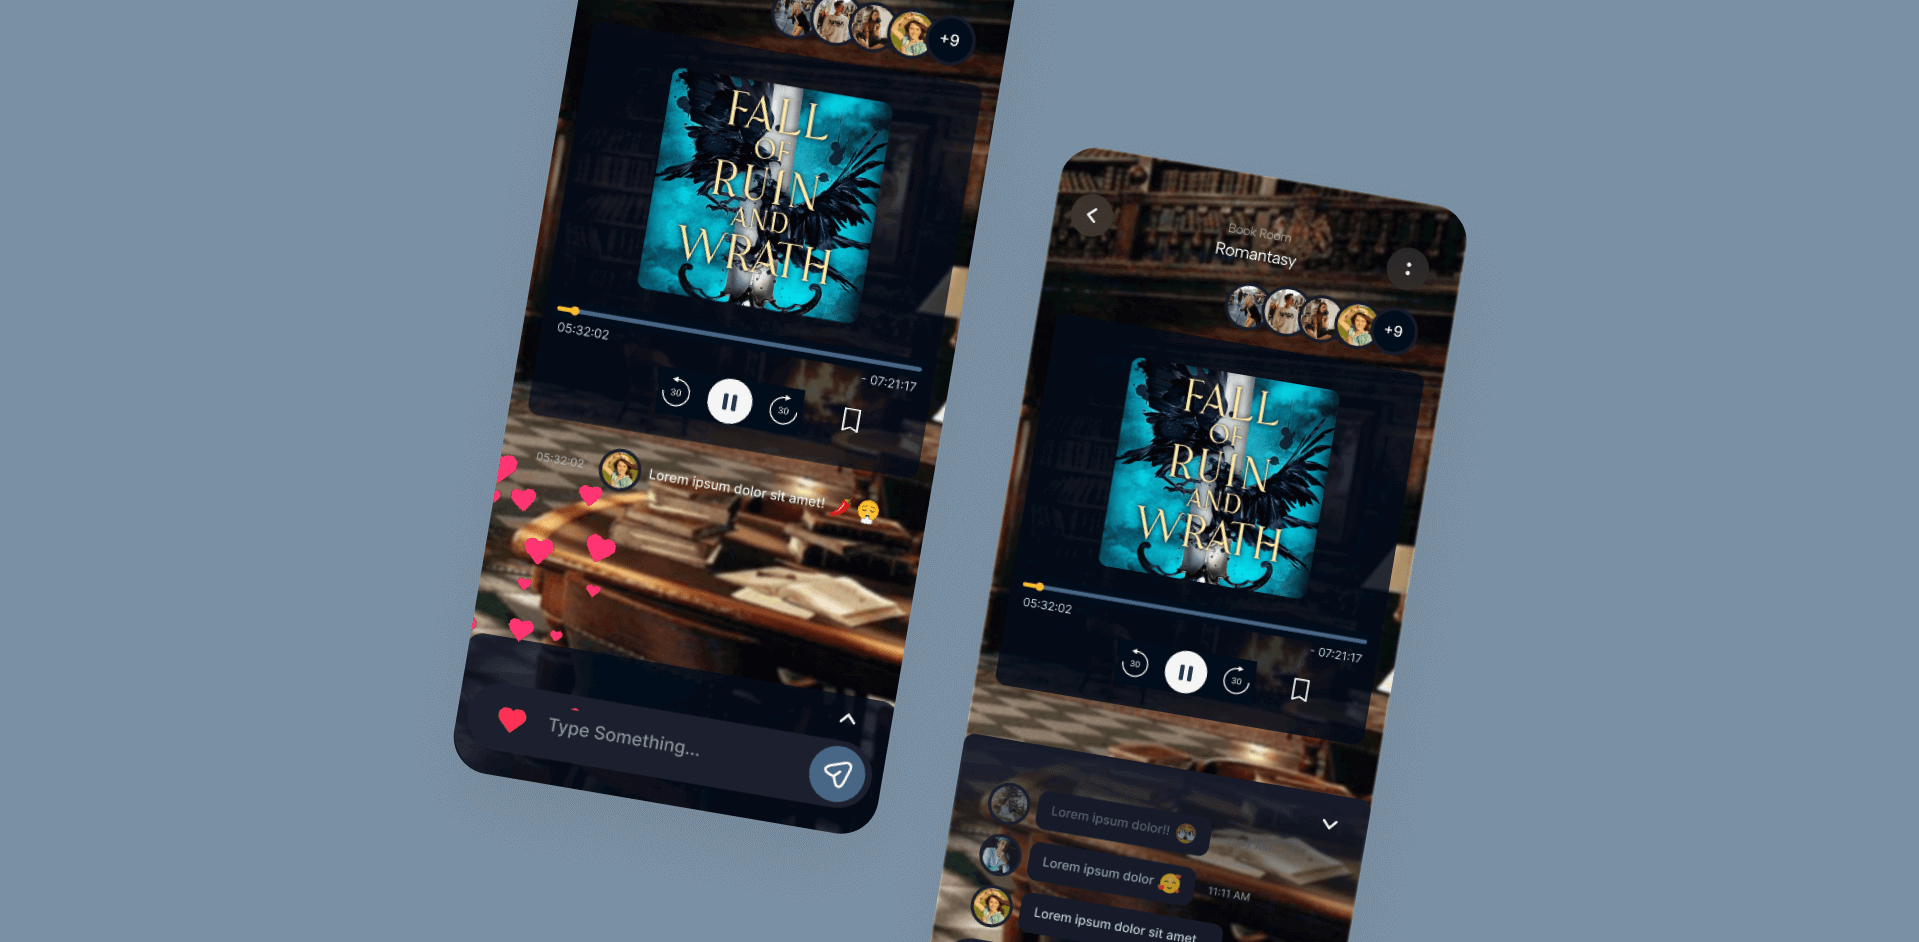 +9
FALL
OF
RUIN
AND
WRATH
05:32:02
- 07:21:17
30
30
05:32:02
Lorem ipsum dolor sit amet!
Type Something...
Book Room
Romantasy
+9
FALL
OF
RUIN
AND
WRATH
05:32:02
- 07:21:17
30
30
Lorem ipsum dolor!!
Lorem ipsum dolor
11:11 AM
Lorem ipsum dolor sit amet